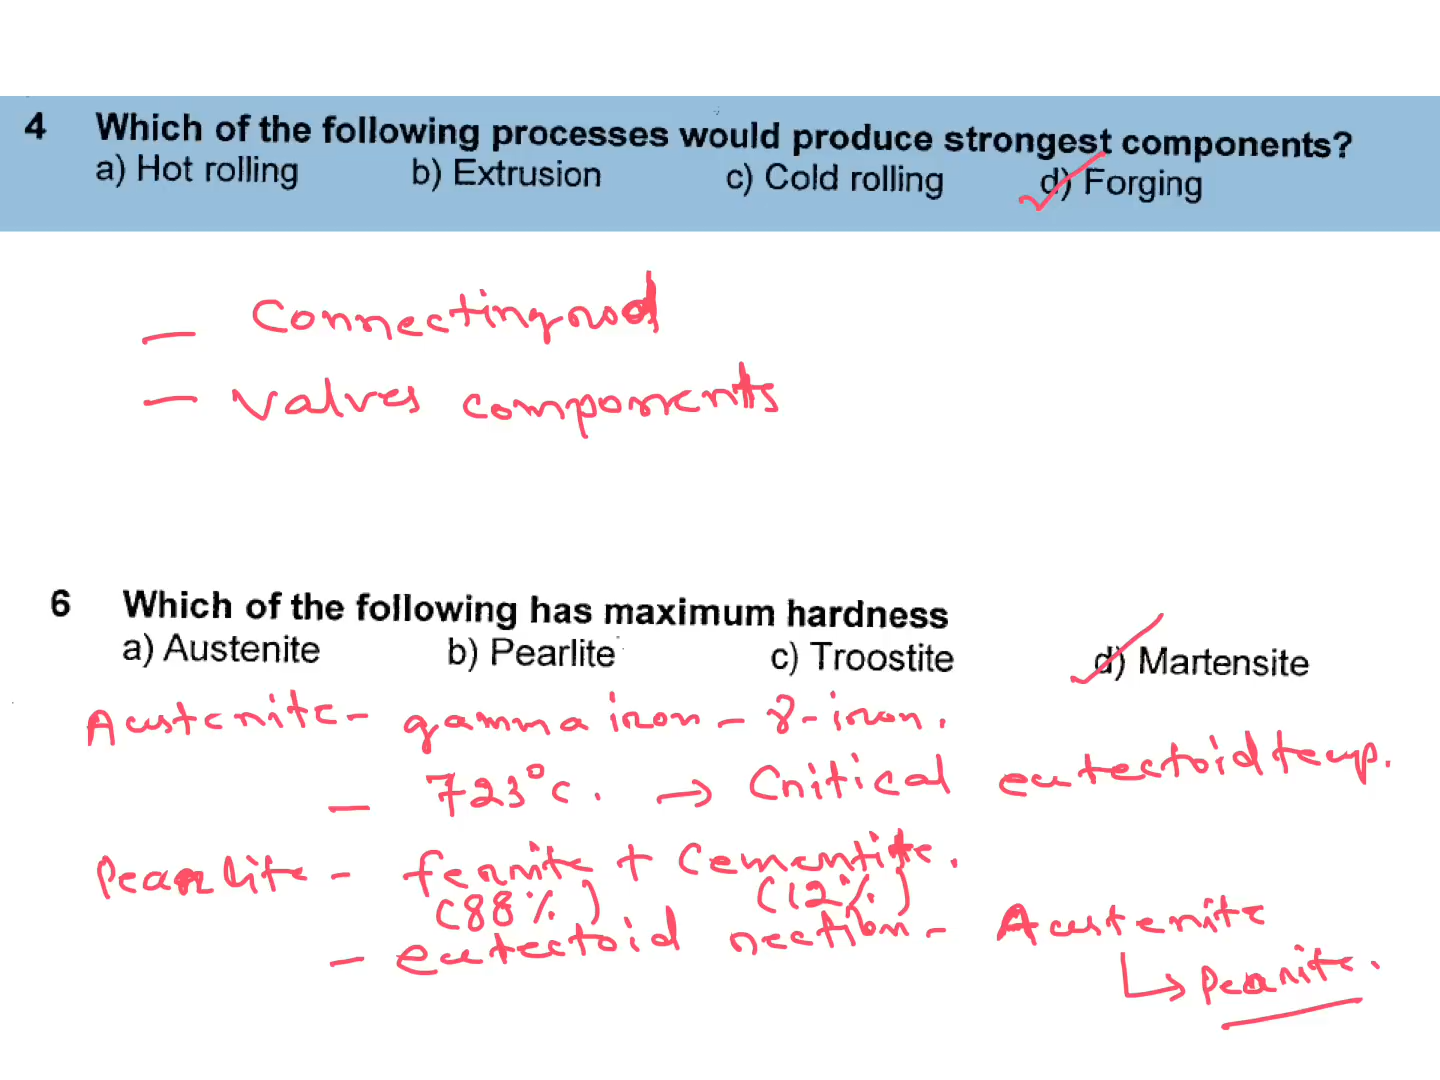 4 Which of the following processes would produce strongest components?
a) Hot rolling b) Extrusion c) Cold rolling d) Forging
— Connecting rod
— Valves components
6 Which of the following has maximum hardness
a) Austenite b) Pearlite c) Troostite d) Martensite
Austenite - gamma iron - γ-iron.
— 723°C. → Critical eutectoid temp.
Pearlite - ferrite + Cementite.
(88%) (12%)
— eutectoid rection - Austenite
↳ Pearite.